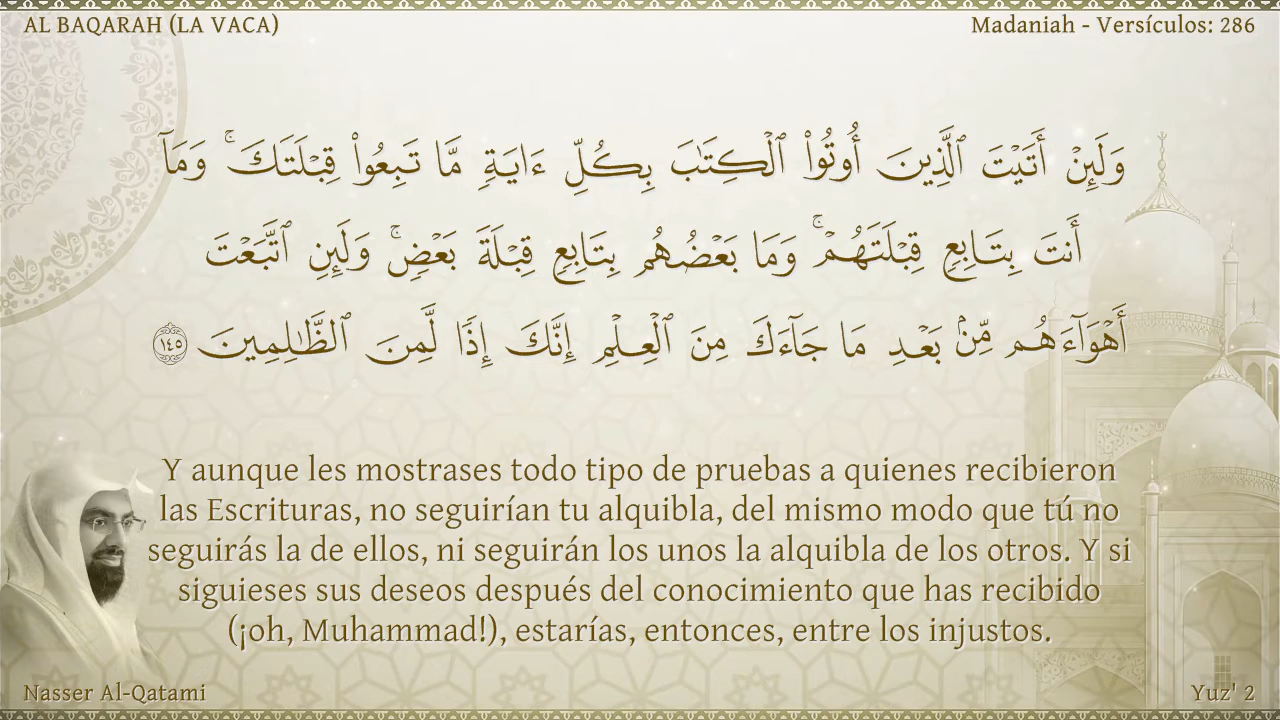 AL BAQARAH (LA VACA)
Madaniah - Versículos: 286
وَلَئِنْ أَتَيْتَ ٱلَّذِينَ أُوتُوا۟ ٱلْكِتَٰبَ بِكُلِّ ءَايَةٍ مَّا تَبِعُوا۟ قِبْلَتَكَ ۚ وَمَآ
أَنتَ بِتَابِعٍ قِبْلَتَهُمْ ۚ وَمَا بَعْضُهُم بِتَابِعٍ قِبْلَةَ بَعْضٍ ۚ وَلَئِنِ ٱتَّبَعْتَ
أَهْوَآءَهُم مِّنۢ بَعْدِ مَا جَآءَكَ مِنَ ٱلْعِلْمِ إِنَّكَ إِذًا لَّمِنَ ٱلظَّٰلِمِينَ ١٤٥
Y aunque les mostrases todo tipo de pruebas a quienes recibieron
las Escrituras, no seguirían tu alquibla, del mismo modo que tú no
seguirás la de ellos, ni seguirán los unos la alquibla de los otros. Y si
siguieses sus deseos después del conocimiento que has recibido
(¡oh, Muhammad!), estarías, entonces, entre los injustos.
Nasser Al-Qatami
Yuz' 2